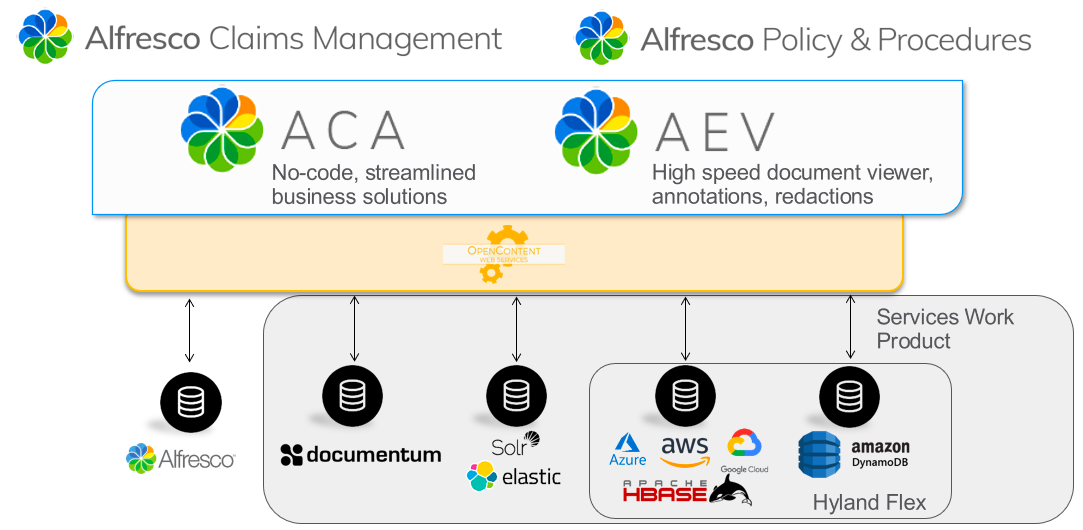 Alfresco Claims Management
Alfresco Policy & Procedures
ACA
No-code, streamlined
business solutions
AEV
High speed document viewer,
annotations, redactions
OPENCONTENT
WEB SERVICES
Services Work
Product
Alfresco
documentum
Solr
elastic
Azure
aws
Google Cloud
APACHE
HBASE
amazon
DynamoDB
Hyland Flex